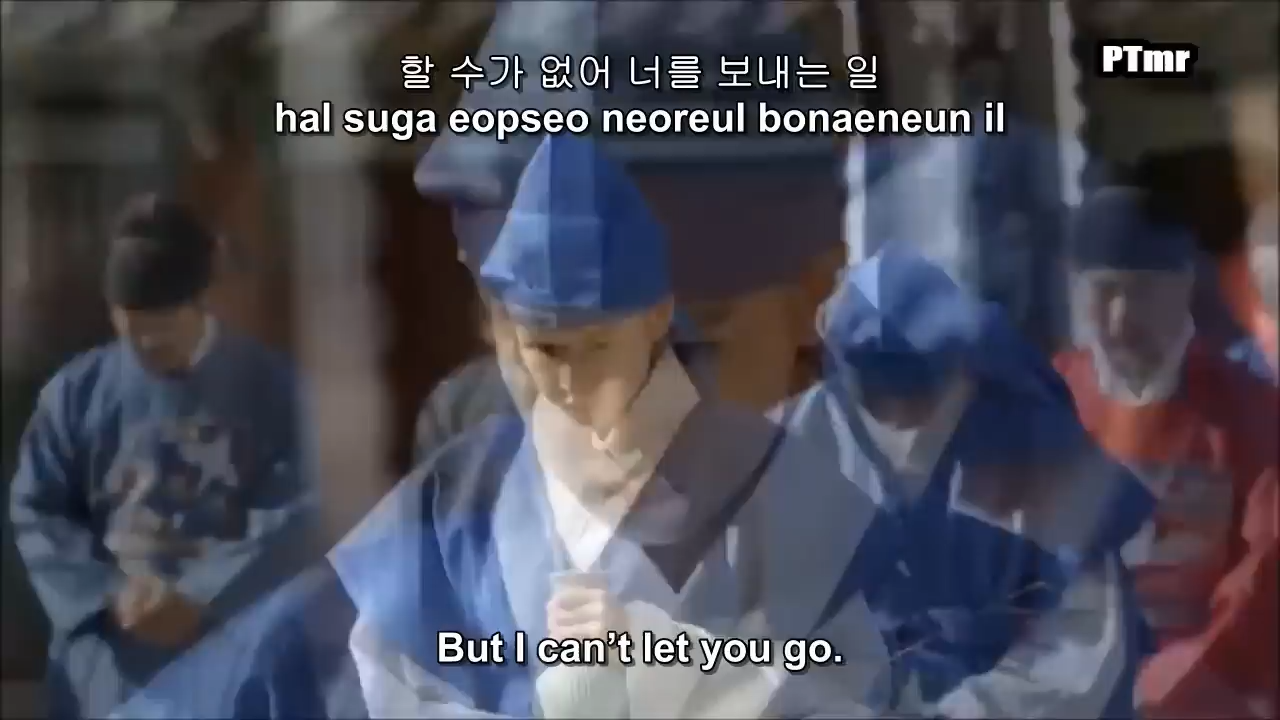 PTmr
할 수가 없어 너를 보내는 일
hal suga eopseo neoreul bonaeneun il
But I can't let you go.